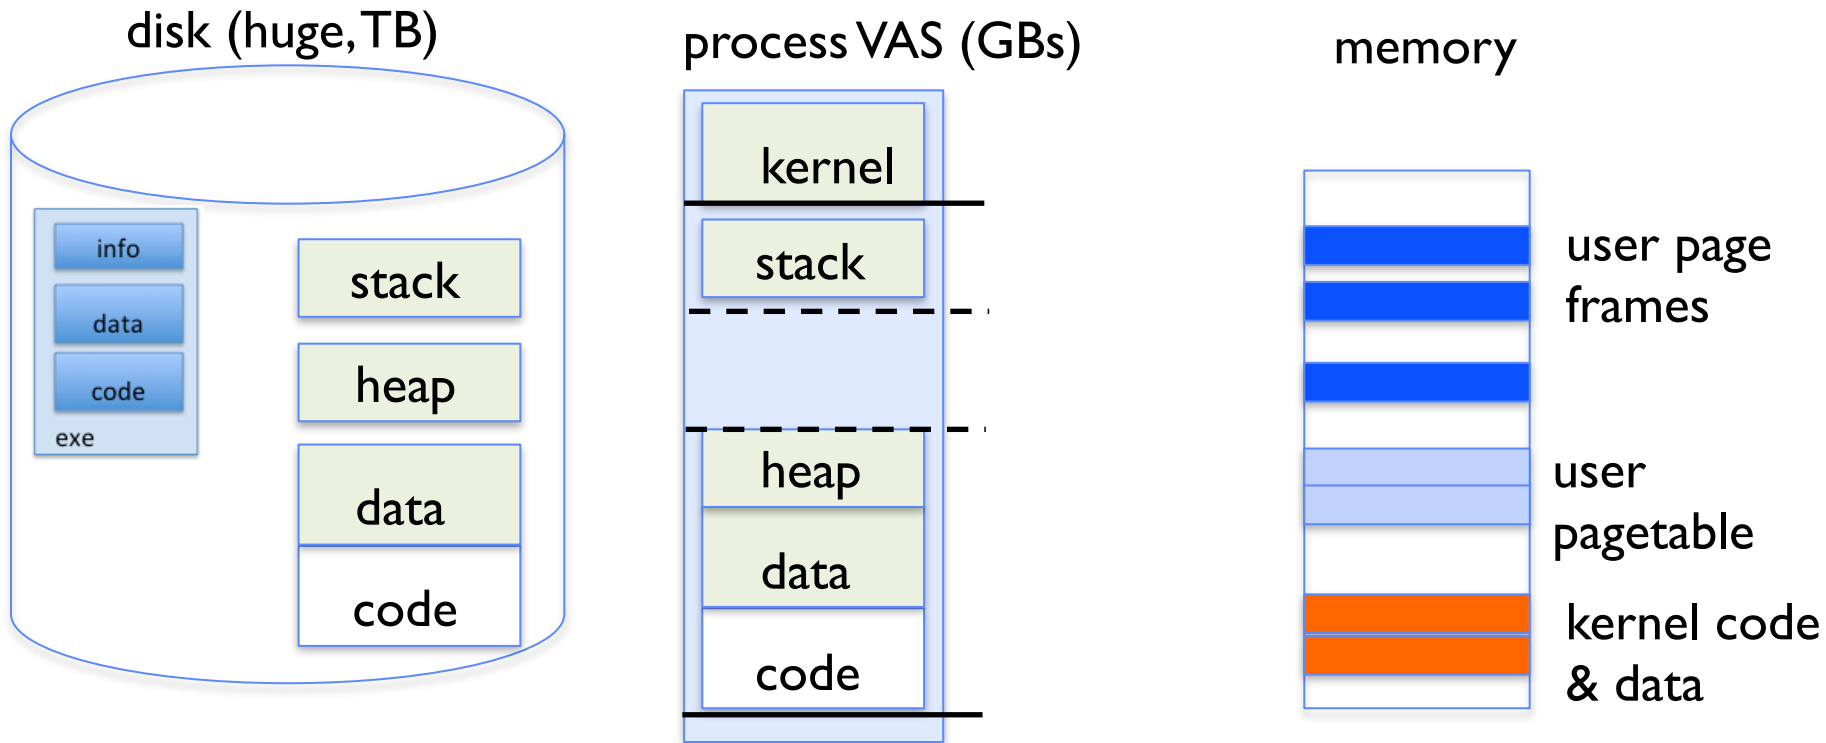 disk (huge, TB)
process VAS (GBs)
memory
info
data
code
exe
stack
heap
data
code
kernel
stack
heap
data
code
user page
frames
user
pagetable
kernel code
& data